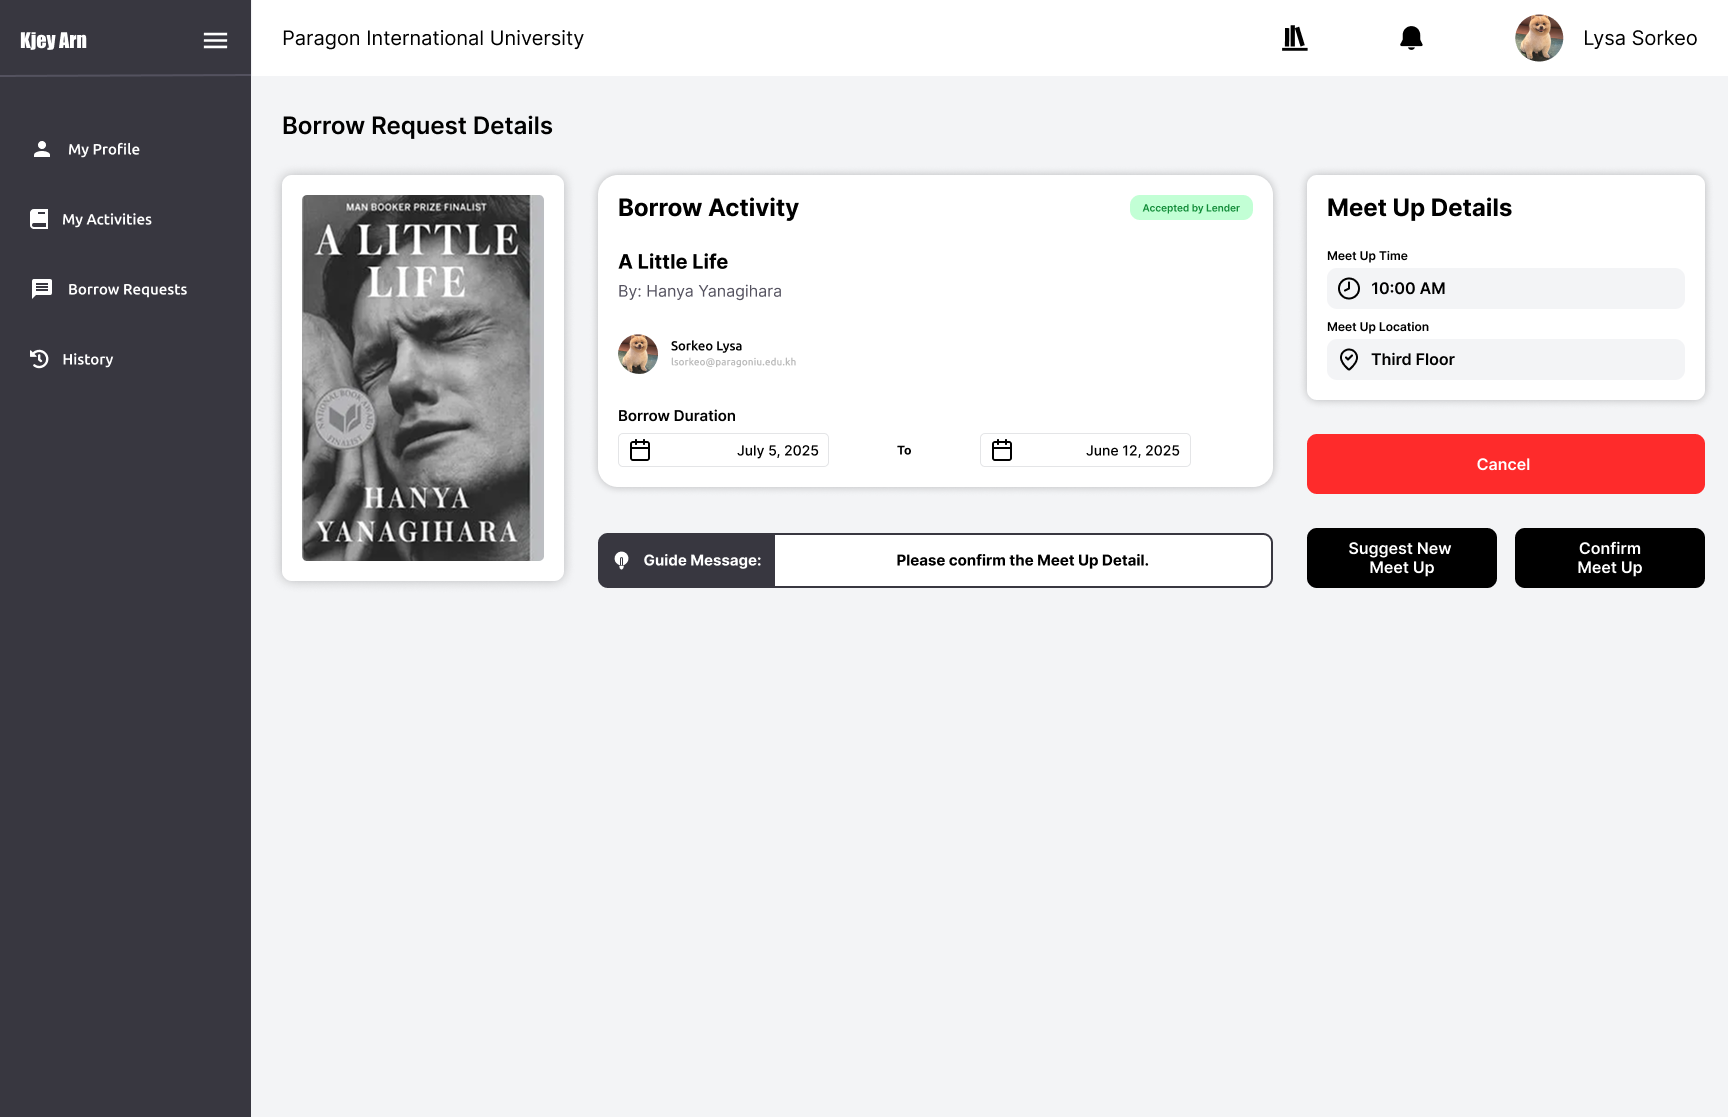 Kjey Arn
Paragon International University
Lysa Sorkeo
My Profile
My Activities
Borrow Requests
History
Borrow Request Details
MAN BOOKER PRIZE FINALIST
A LITTLE
LIFE
NATIONAL BOOK AWARD
FINALIST
HANYA
YANAGIHARA
Borrow Activity
Accepted by Lender
A Little Life
By: Hanya Yanagihara
Sorkeo Lysa
lsorkeo@paragoniu.edu.kh
Borrow Duration
July 5, 2025
To
June 12, 2025
Guide Message:
Please confirm the Meet Up Detail.
Meet Up Details
Meet Up Time
10:00 AM
Meet Up Location
Third Floor
Cancel
Suggest New
Meet Up
Confirm
Meet Up